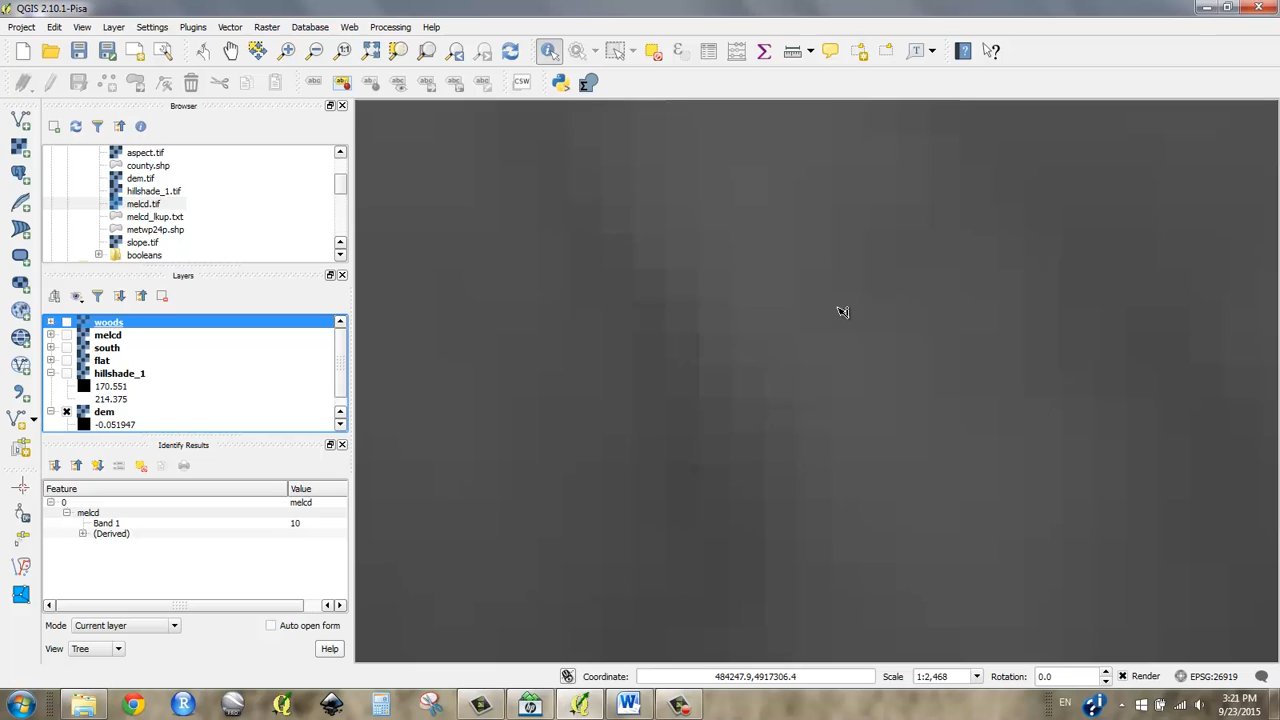 QGIS 2.10.1-Pisa
Project Edit View Layer Settings Plugins Vector Raster Database Web Processing Help
Browser
aspect.tif
county.shp
dem.tif
hillshade_1.tif
melcd.tif
melcd_lkup.txt
metwp24p.shp
slope.tif
booleans
Layers
woods
melcd
south
flat
hillshade_1
170.551
214.375
dem
-0.051947
Identify Results
Feature Value
0 melcd
melcd
Band 1 10
(Derived)
Mode Current layer Auto open form
View Tree Help
Coordinate: 484247.9,4917306.4 Scale 1:2,468 Rotation: 0.0 Render EPSG:26919
EN 3:21 PM
9/23/2015